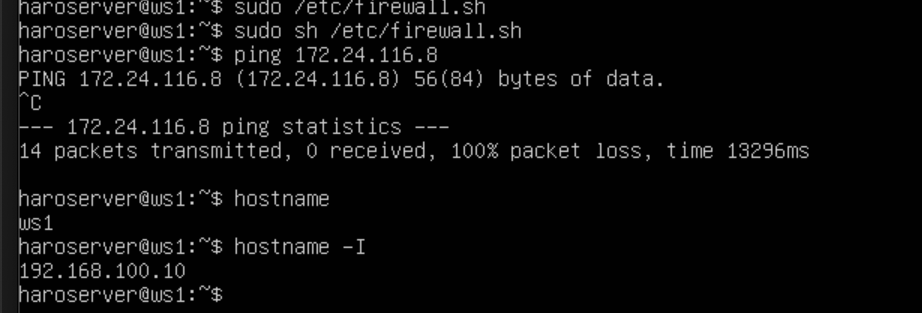 haroserver@ws1:~$ sudo /etc/firewall.sh
haroserver@ws1:~$ sudo sh /etc/firewall.sh
haroserver@ws1:~$ ping 172.24.116.8
PING 172.24.116.8 (172.24.116.8) 56(84) bytes of data.
^C
--- 172.24.116.8 ping statistics ---
14 packets transmitted, 0 received, 100% packet loss, time 13296ms
haroserver@ws1:~$ hostname
ws1
haroserver@ws1:~$ hostname -I
192.168.100.10
haroserver@ws1:~$